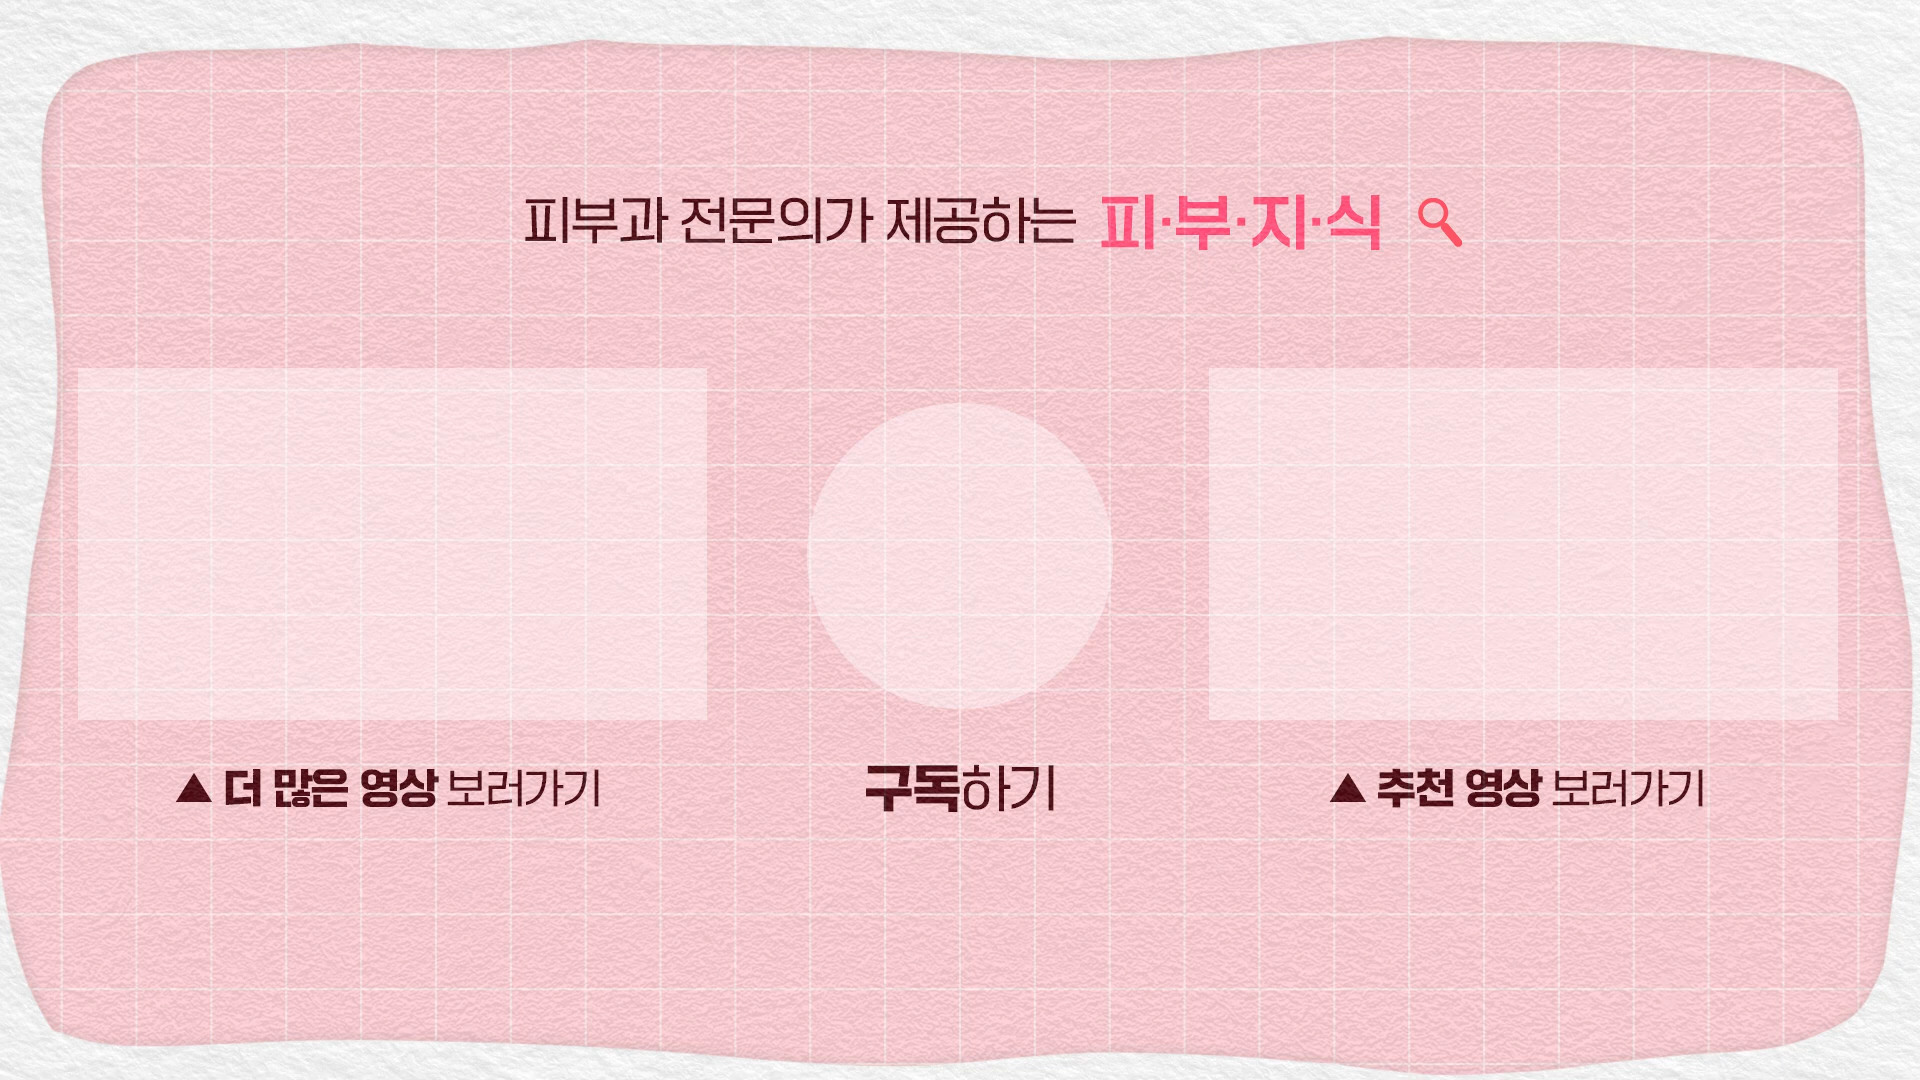 피부과 전문의가 제공하는 피·부·지·식
▲ 더 많은 영상 보러가기
구독하기
▲ 추천 영상 보러가기